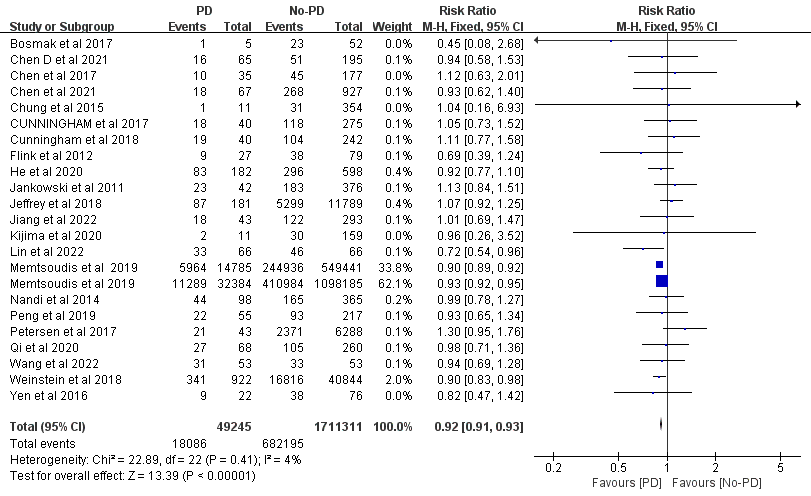 PD No-PD Risk Ratio Risk Ratio
Study or Subgroup Events Total Events Total Weight M-H, Fixed, 95% CI M-H, Fixed, 95% CI
Bosmak et al 2017 1 5 23 52 0.0% 0.45 [0.08, 2.68]
Chen D et al 2021 16 65 51 195 0.0% 0.94 [0.58, 1.53]
Chen et al 2017 10 35 45 177 0.0% 1.12 [0.63, 2.01]
Chen et al 2021 18 67 268 927 0.0% 0.93 [0.62, 1.40]
Chung et al 2015 1 11 31 354 0.0% 1.04 [0.16, 6.93]
CUNNINGHAM et al 2017 18 40 118 275 0.1% 1.05 [0.73, 1.52]
Cunningham et al 2018 19 40 104 242 0.1% 1.11 [0.77, 1.58]
Flink et al 2012 9 27 38 79 0.1% 0.69 [0.39, 1.24]
He et al 2020 83 182 296 598 0.4% 0.92 [0.77, 1.10]
Jankowski et al 2011 23 42 183 376 0.1% 1.13 [0.84, 1.51]
Jeffrey et al 2018 87 181 5299 11789 0.4% 1.07 [0.92, 1.25]
Jiang et al 2022 18 43 122 293 0.1% 1.01 [0.69, 1.47]
Kijima et al 2020 2 11 30 159 0.0% 0.96 [0.26, 3.52]
Lin et al 2022 33 66 46 66 0.1% 0.72 [0.54, 0.96]
Memtsoudis et al 2019 5964 14785 244936 549441 33.8% 0.90 [0.89, 0.92]
Memtsoudis et al 2019 11289 32384 410984 1098185 62.1% 0.93 [0.92, 0.95]
Nandi et al 2014 44 98 165 365 0.2% 0.99 [0.78, 1.27]
Peng et al 2019 22 55 93 217 0.1% 0.93 [0.65, 1.34]
Petersen et al 2017 21 43 2371 6288 0.1% 1.30 [0.95, 1.76]
Qi et al 2020 27 68 105 260 0.1% 0.98 [0.71, 1.36]
Wang et al 2022 31 53 33 53 0.1% 0.94 [0.69, 1.28]
Weinstein et al 2018 341 922 16816 40844 2.0% 0.90 [0.83, 0.98]
Yen et al 2016 9 22 38 76 0.0% 0.82 [0.47, 1.42]
Total (95% CI) 49245 1711311 100.0% 0.92 [0.91, 0.93]
Total events 18086 682195
Heterogeneity: Chi² = 22.89, df = 22 (P = 0.41); I² = 4%
Test for overall effect: Z = 13.39 (P < 0.00001)
0.2 0.5 1 2 5
Favours [PD] Favours [No-PD]